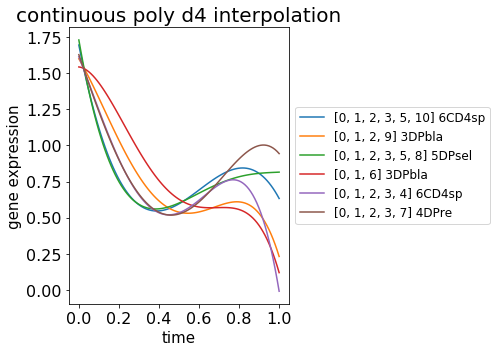 continuous poly d4 interpolation
gene expression
1.75
1.50
1.25
1.00
0.75
0.50
0.25
0.00
0.0 0.2 0.4 0.6 0.8 1.0
time
[0, 1, 2, 3, 5, 10] 6CD4sp
[0, 1, 2, 9] 3DPbla
[0, 1, 2, 3, 5, 8] 5DPsel
[0, 1, 6] 3DPbla
[0, 1, 2, 3, 4] 6CD4sp
[0, 1, 2, 3, 7] 4DPre